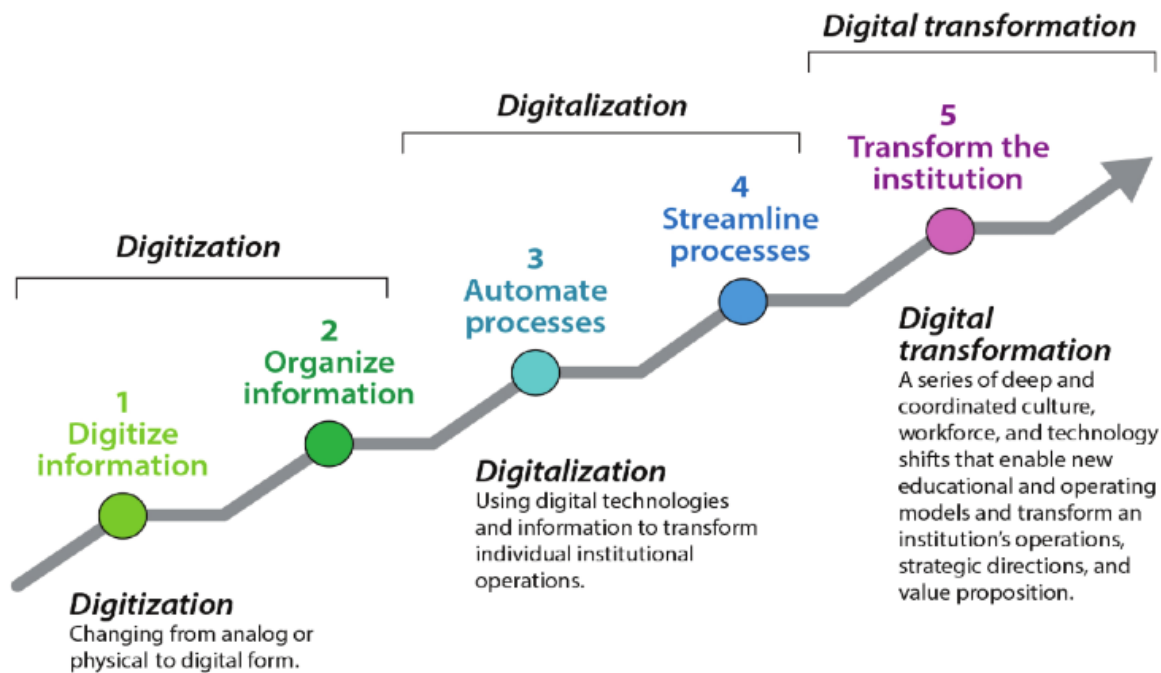 Digital transformation
Digitalization
5
Transform the
institution
4
Streamline
processes
Digitization
3
Automate
processes
2
Organize
information
1
Digitize
information
Digitization
Changing from analog or
physical to digital form.
Digitalization
Using digital technologies
and information to transform
individual institutional
operations.
Digital
transformation
A series of deep and
coordinated culture,
workforce, and technology
shifts that enable new
educational and operating
models and transform an
institution's operations,
strategic directions, and
value proposition.